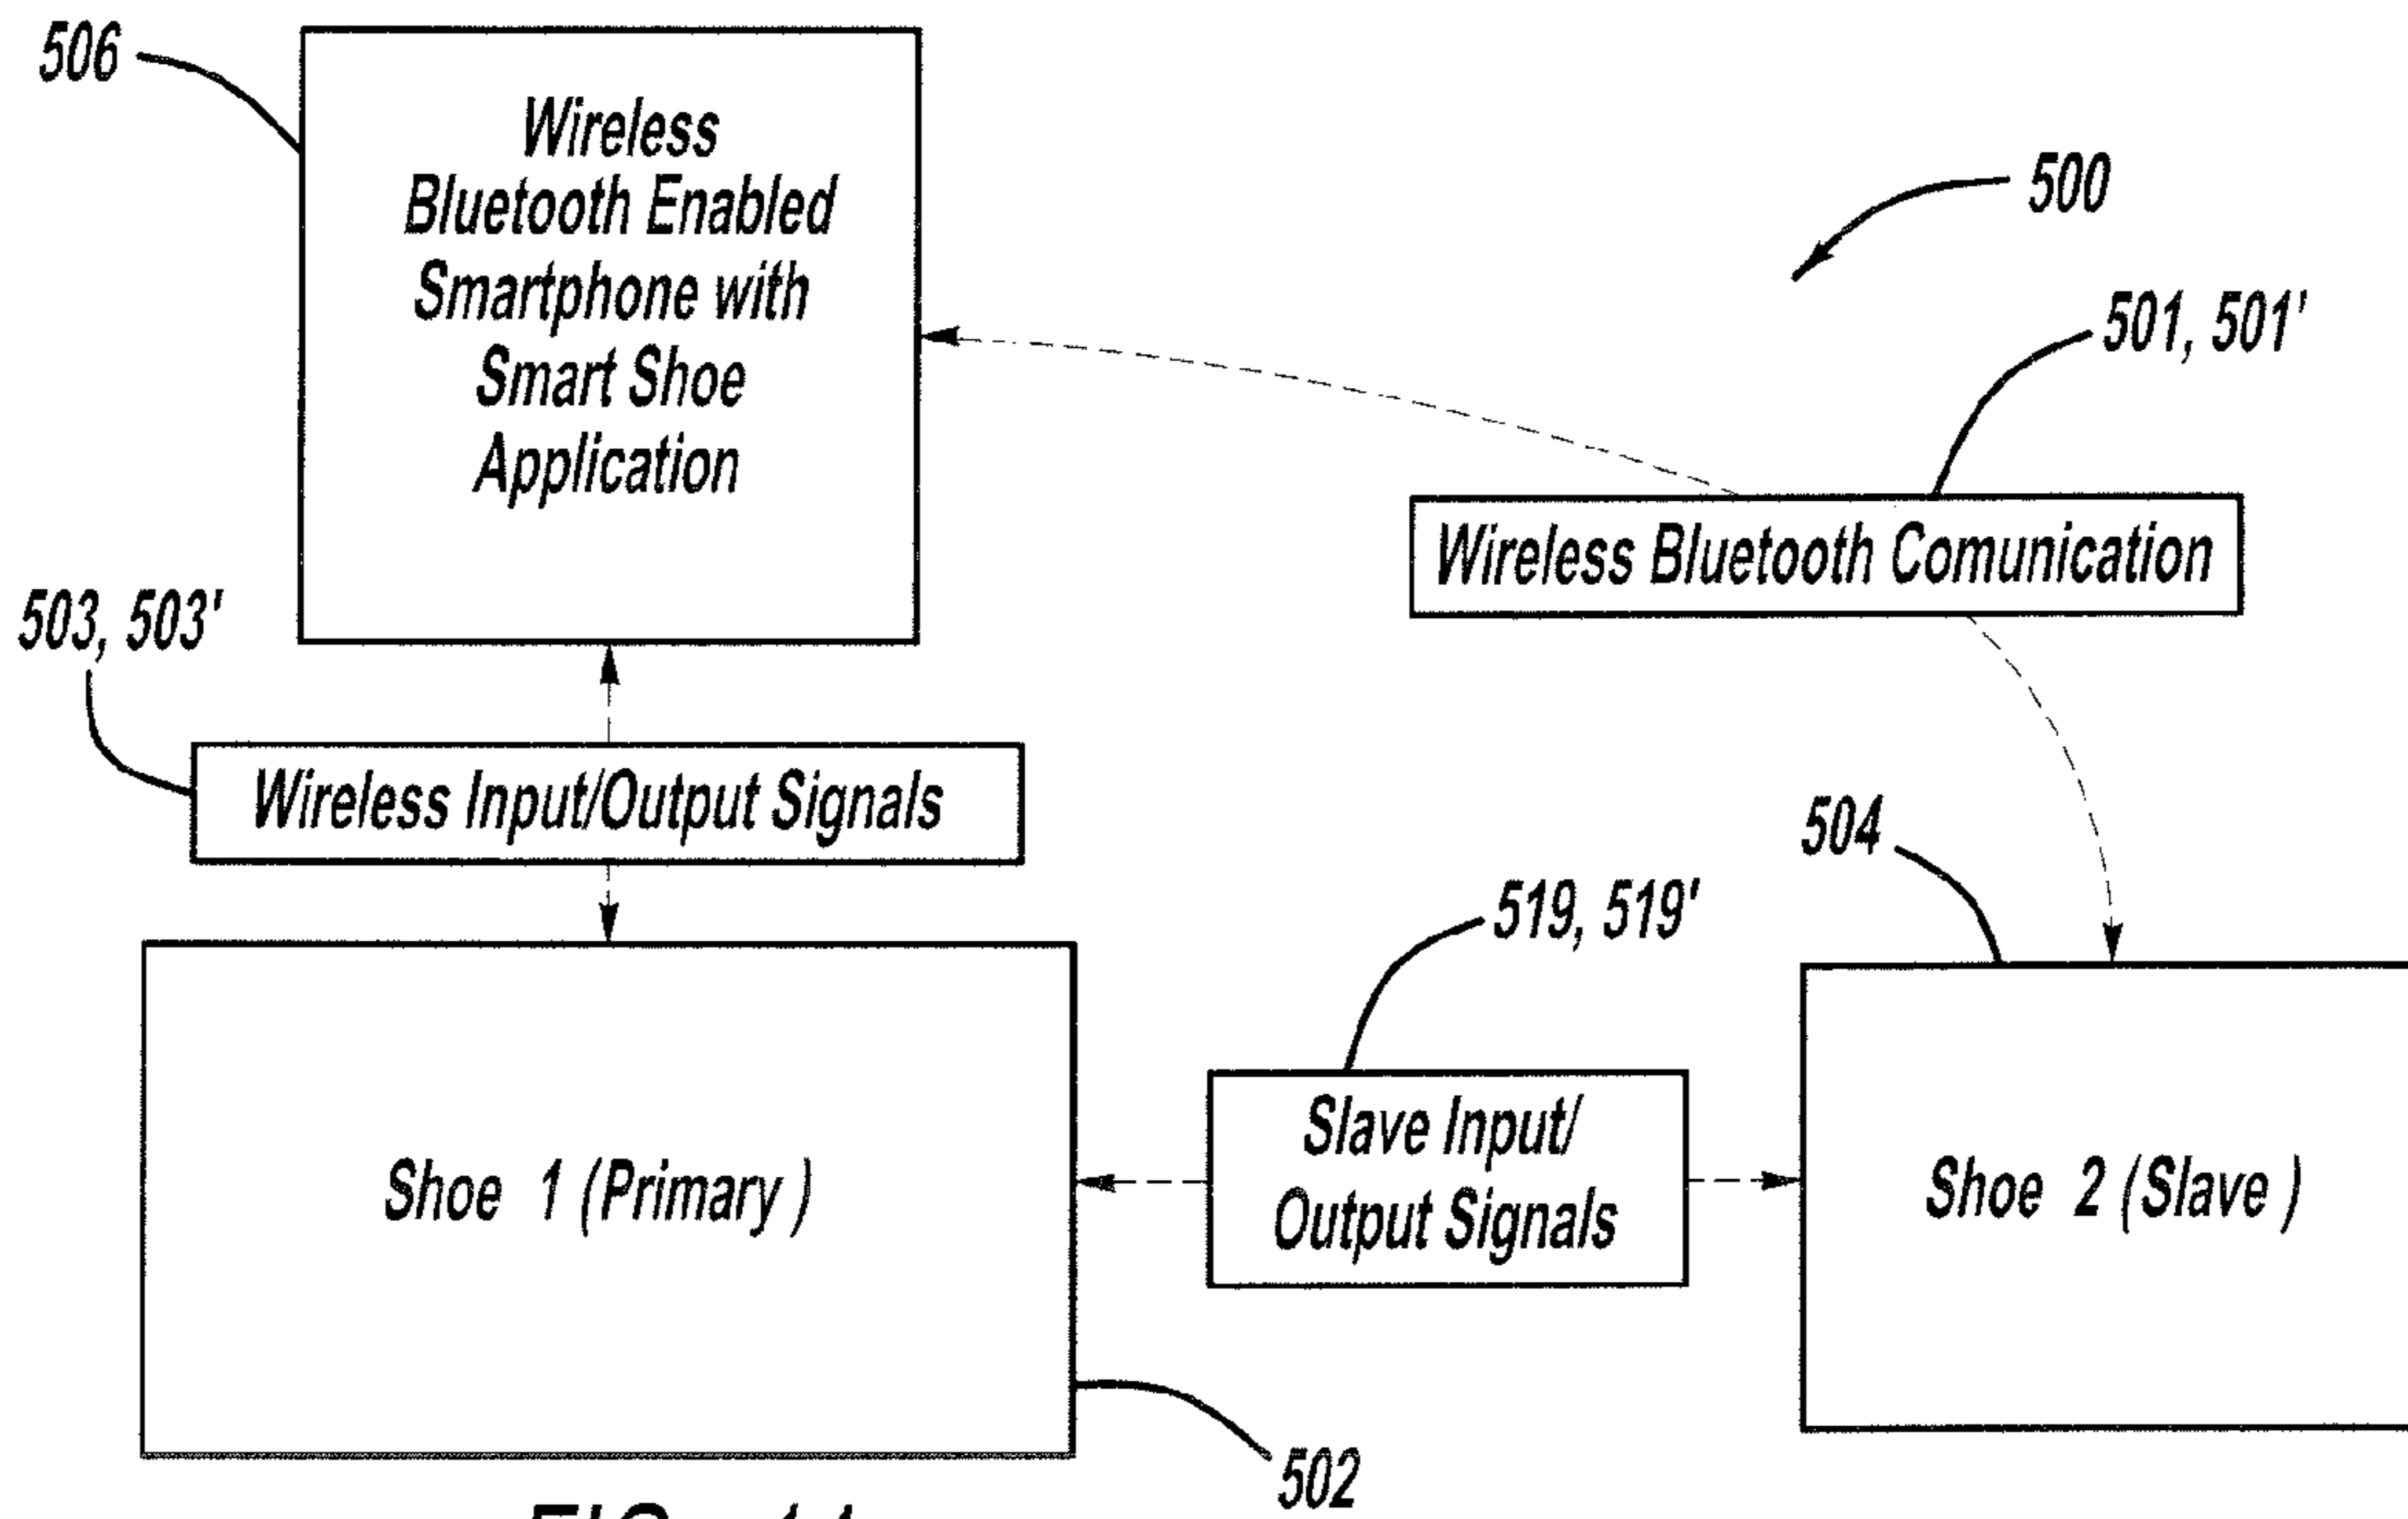 506
Wireless
Bluetooth Enabled
Smartphone with
Smart Shoe
Application
500
501, 501'
Wireless Bluetooth Comunication
503, 503'
Wireless Input/Output Signals
504
519, 519'
Slave Input/
Output Signals
Shoe 1 (Primary )
Shoe 2 (Slave )
502